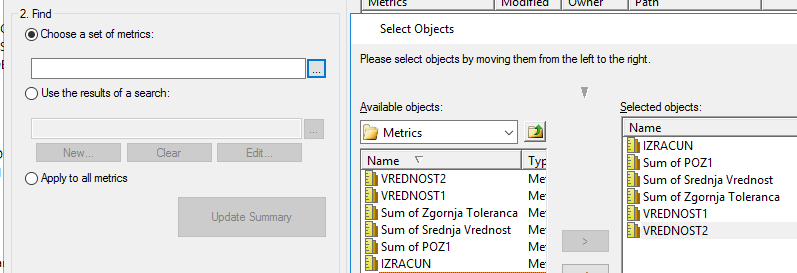 2. Find
Choose a set of metrics:
...
Use the results of a search:
...
New...
Clear
Edit...
Apply to all metrics
Update Summary
Metrics
Modified
Owner
Path
Select Objects
Please select objects by moving them from the left to the right.
Available objects:
Metrics
Name
Typ
VREDNOST2
Me
VREDNOST1
Me
Sum of Zgornja Toleranca
Me
Sum of Srednja Vrednost
Me
Sum of POZ1
Me
IZRACUN
Me
>
Selected objects:
Name
IZRACUN
Sum of POZ1
Sum of Srednja Vrednost
Sum of Zgornja Toleranca
VREDNOST1
VREDNOST2